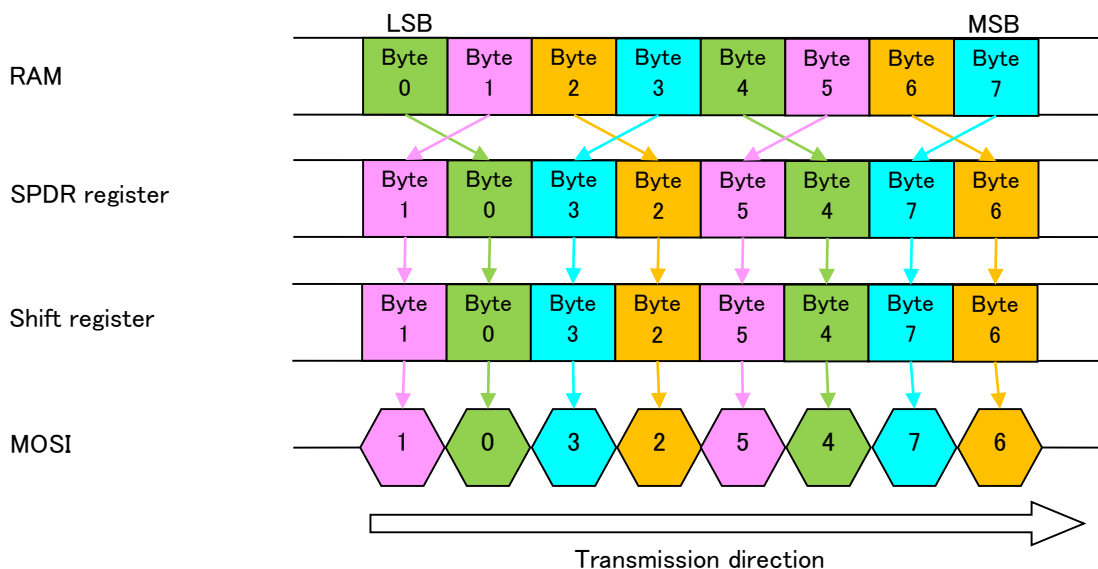 LSB MSB
RAM
Byte Byte Byte Byte Byte Byte Byte Byte
0 1 2 3 4 5 6 7
SPDR register
Byte Byte Byte Byte Byte Byte Byte Byte
1 0 3 2 5 4 7 6
Shift register
Byte Byte Byte Byte Byte Byte Byte Byte
1 0 3 2 5 4 7 6
MOSI 1 0 3 2 5 4 7 6
Transmission direction